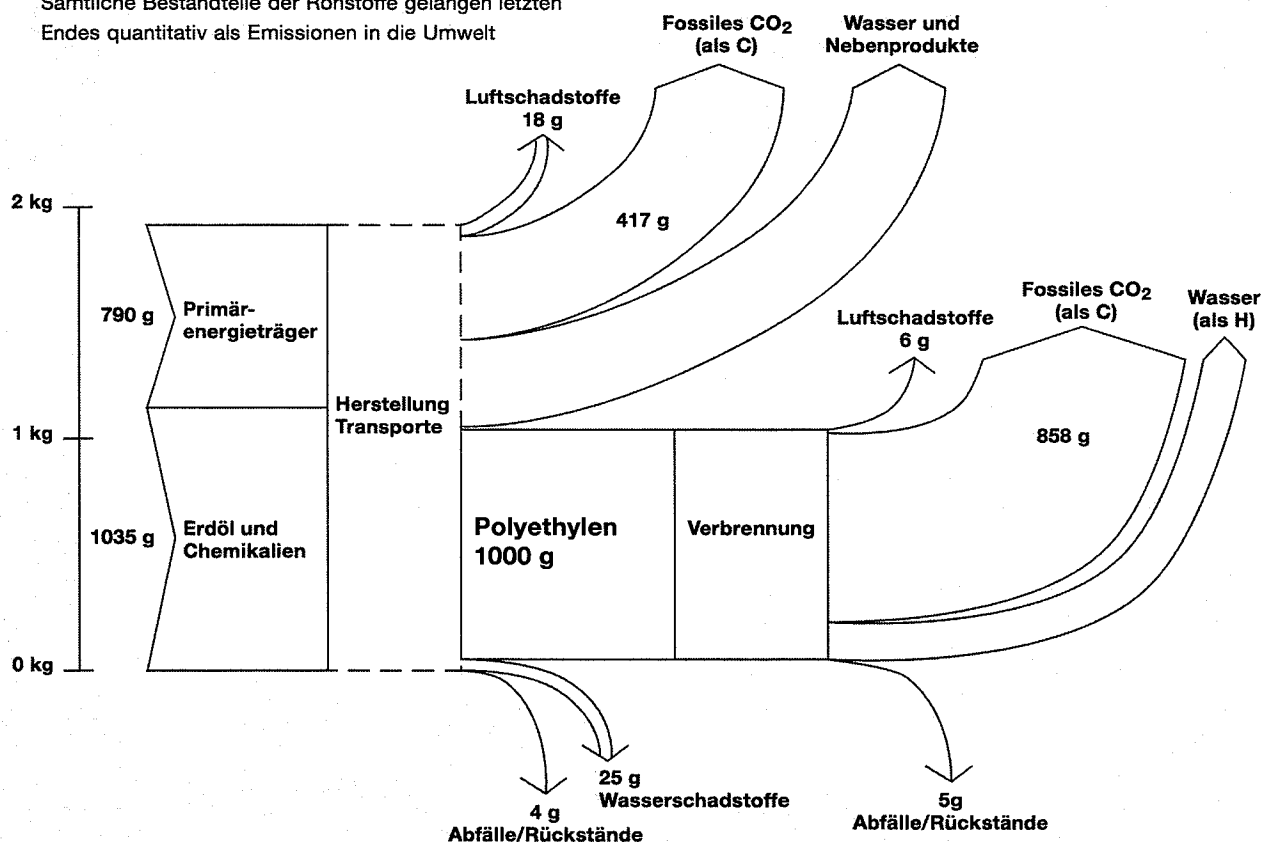 Sämtliche Bestandteile der Rohstoffe gelangen letzten
Endes quantitativ als Emissionen in die Umwelt
Fossiles CO₂
(als C)
Wasser und
Nebenprodukte
Luftschadstoffe
18 g
2 kg
417 g
790 g
Primär-
energieträger
Fossiles CO₂
(als C)
Wasser
(als H)
Luftschadstoffe
6 g
Herstellung
Transporte
1 kg
858 g
1035 g
Erdöl und
Chemikalien
Polyethylen
1000 g
Verbrennung
0 kg
25 g
Wasserschadstoffe
4 g
Abfälle/Rückstände
5g
Abfälle/Rückstände